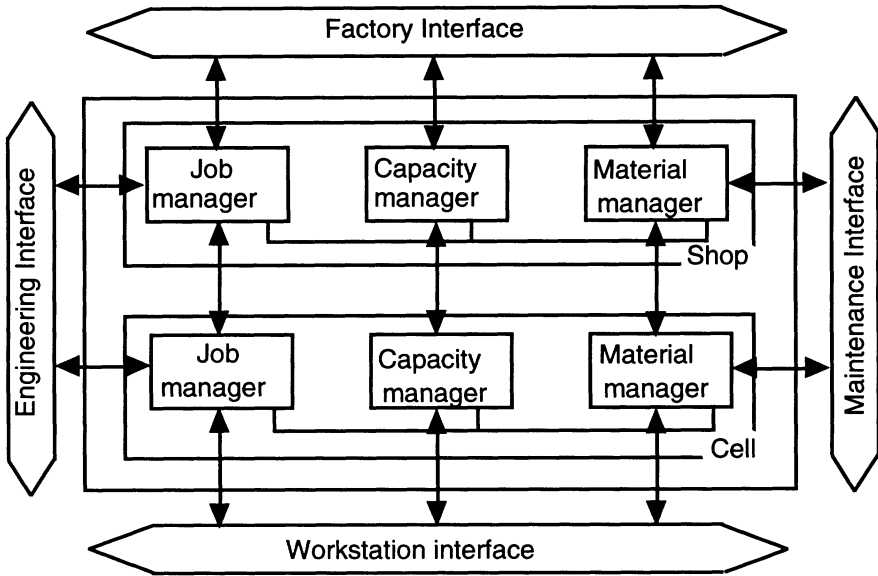 Factory Interface
Engineering Interface
Job
manager
Capacity
manager
Material
manager
Shop
Job
manager
Capacity
manager
Material
manager
Cell
Maintenance Interface
Workstation interface